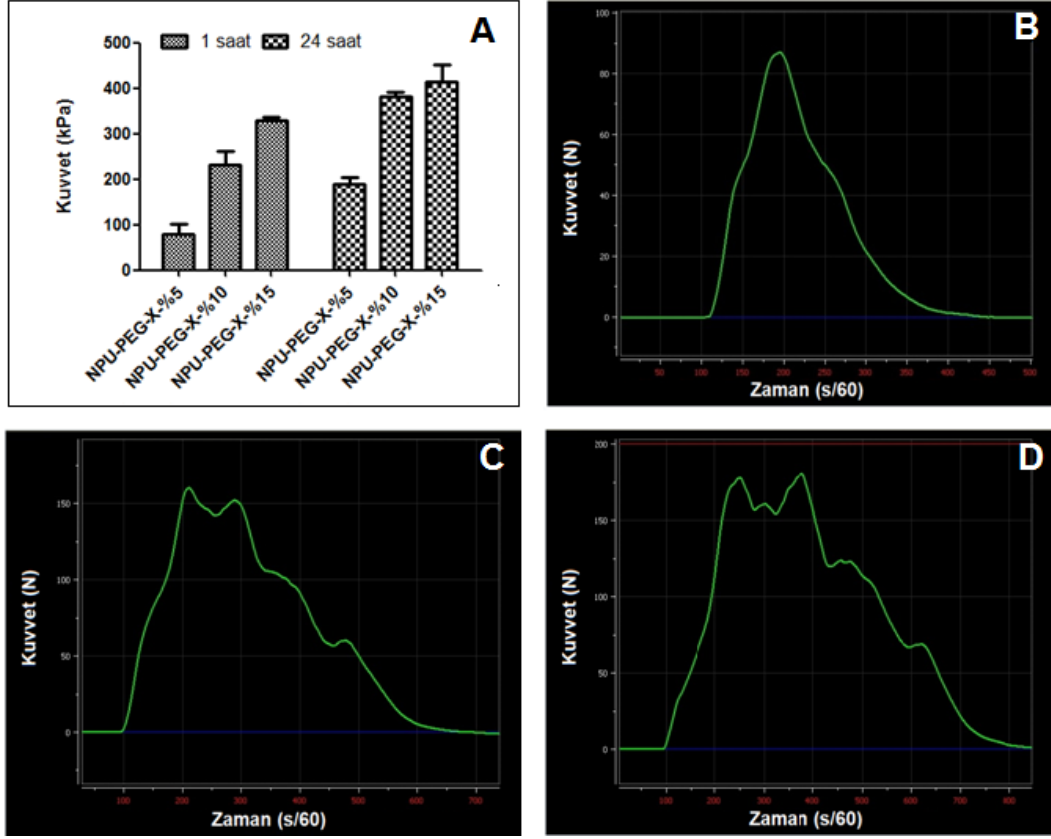 A
1 saat 24 saat
Kuvvet (kPa)
500
400
300
200
100
0
NPU-PEG-X-%5
NPU-PEG-X-%10
NPU-PEG-X-%15
NPU-PEG-X-%5
NPU-PEG-X-%10
NPU-PEG-X-%15
B
Kuvvet (N)
100
80
60
40
20
0
50 100 150 200 250 300 350 400 450 500
Zaman (s/60)
C
Kuvvet (N)
150
100
50
0
100 200 300 400 500 600 700
Zaman (s/60)
D
Kuvvet (N)
200
150
100
50
0
100 200 300 400 500 600 700 800
Zaman (s/60)